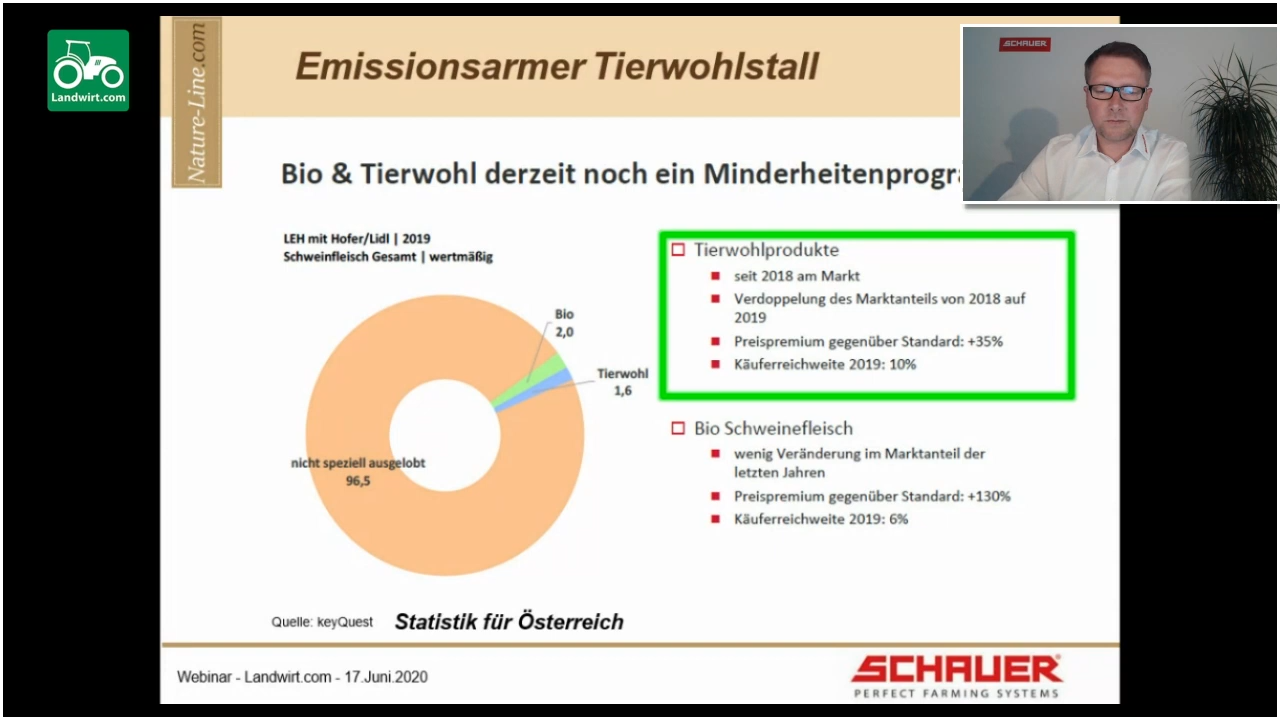 Landwirt.com
Nature-Line.com
Emissionsarmer Tierwohlstall
SCHAUER
Bio & Tierwohl derzeit noch ein
LEH mit Hofer/Lidl | 2019
Schweinfleisch Gesamt | wertmäßig
Bio
2,0
Tierwohl
1,6
nicht speziell ausgelobt
96,5
Tierwohlprodukte
seit 2018 am Markt
Verdoppelung des Marktanteils von 2018 auf
2019
Preispremium gegenüber Standard: +35%
Käuferreichweite 2019: 10%
Bio Schweinefleisch
wenig Veränderung im Marktanteil der
letzten Jahren
Preispremium gegenüber Standard: +130%
Käuferreichweite 2019: 6%
Quelle: keyQuest
Statistik für Österreich
Webinar - Landwirt.com - 17.Juni.2020
SCHAUER
PERFECT FARMING SYSTEMS